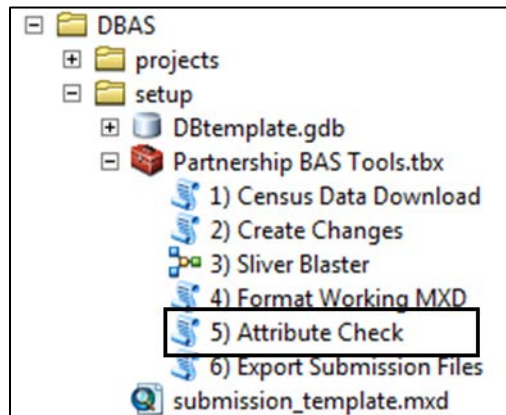 DBAS
projects
setup
DBtemplate.gdb
Partnership BAS Tools.tbx
1) Census Data Download
2) Create Changes
3) Sliver Blaster
4) Format Working MXD
5) Attribute Check
6) Export Submission Files
submission_template.mxd